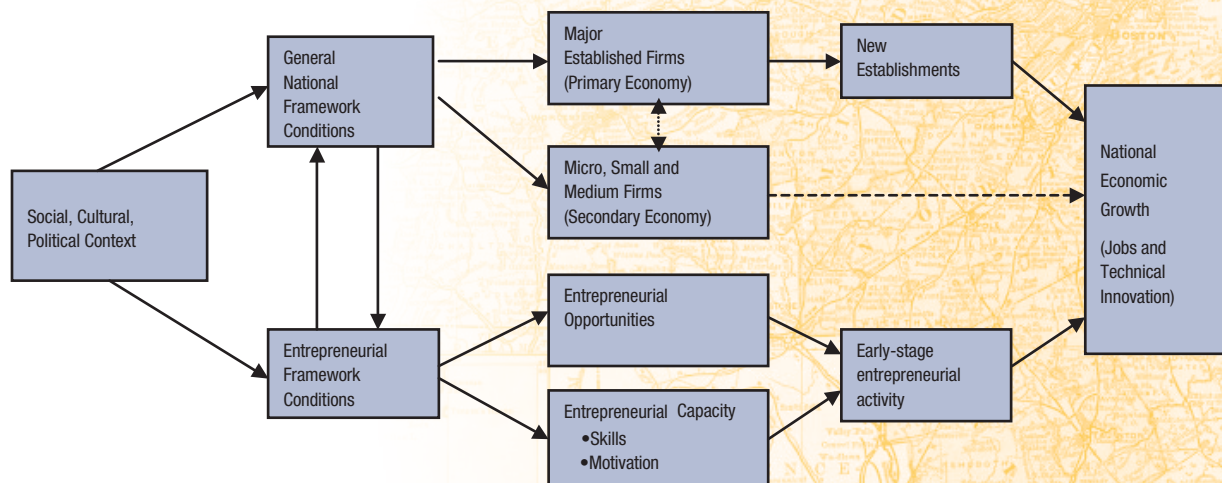 Social, Cultural,
Political Context
General
National
Framework
Conditions
Entrepreneurial
Framework
Conditions
Major
Established Firms
(Primary Economy)
Micro, Small and
Medium Firms
(Secondary Economy)
Entrepreneurial
Opportunities
Entrepreneurial Capacity
•Skills
•Motivation
New
Establishments
Early-stage
entrepreneurial
activity
National
Economic
Growth
(Jobs and
Technical
Innovation)